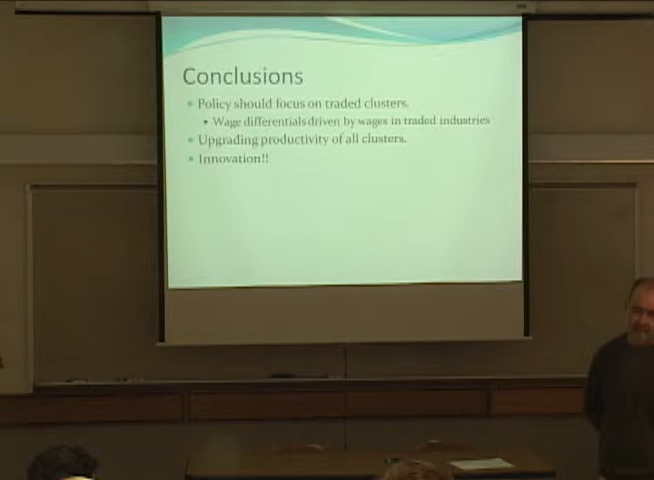 Conclusions
Policy should focus on traded clusters.
Wage differentials driven by wages in traded industries
Upgrading productivity of all clusters.
Innovation!!